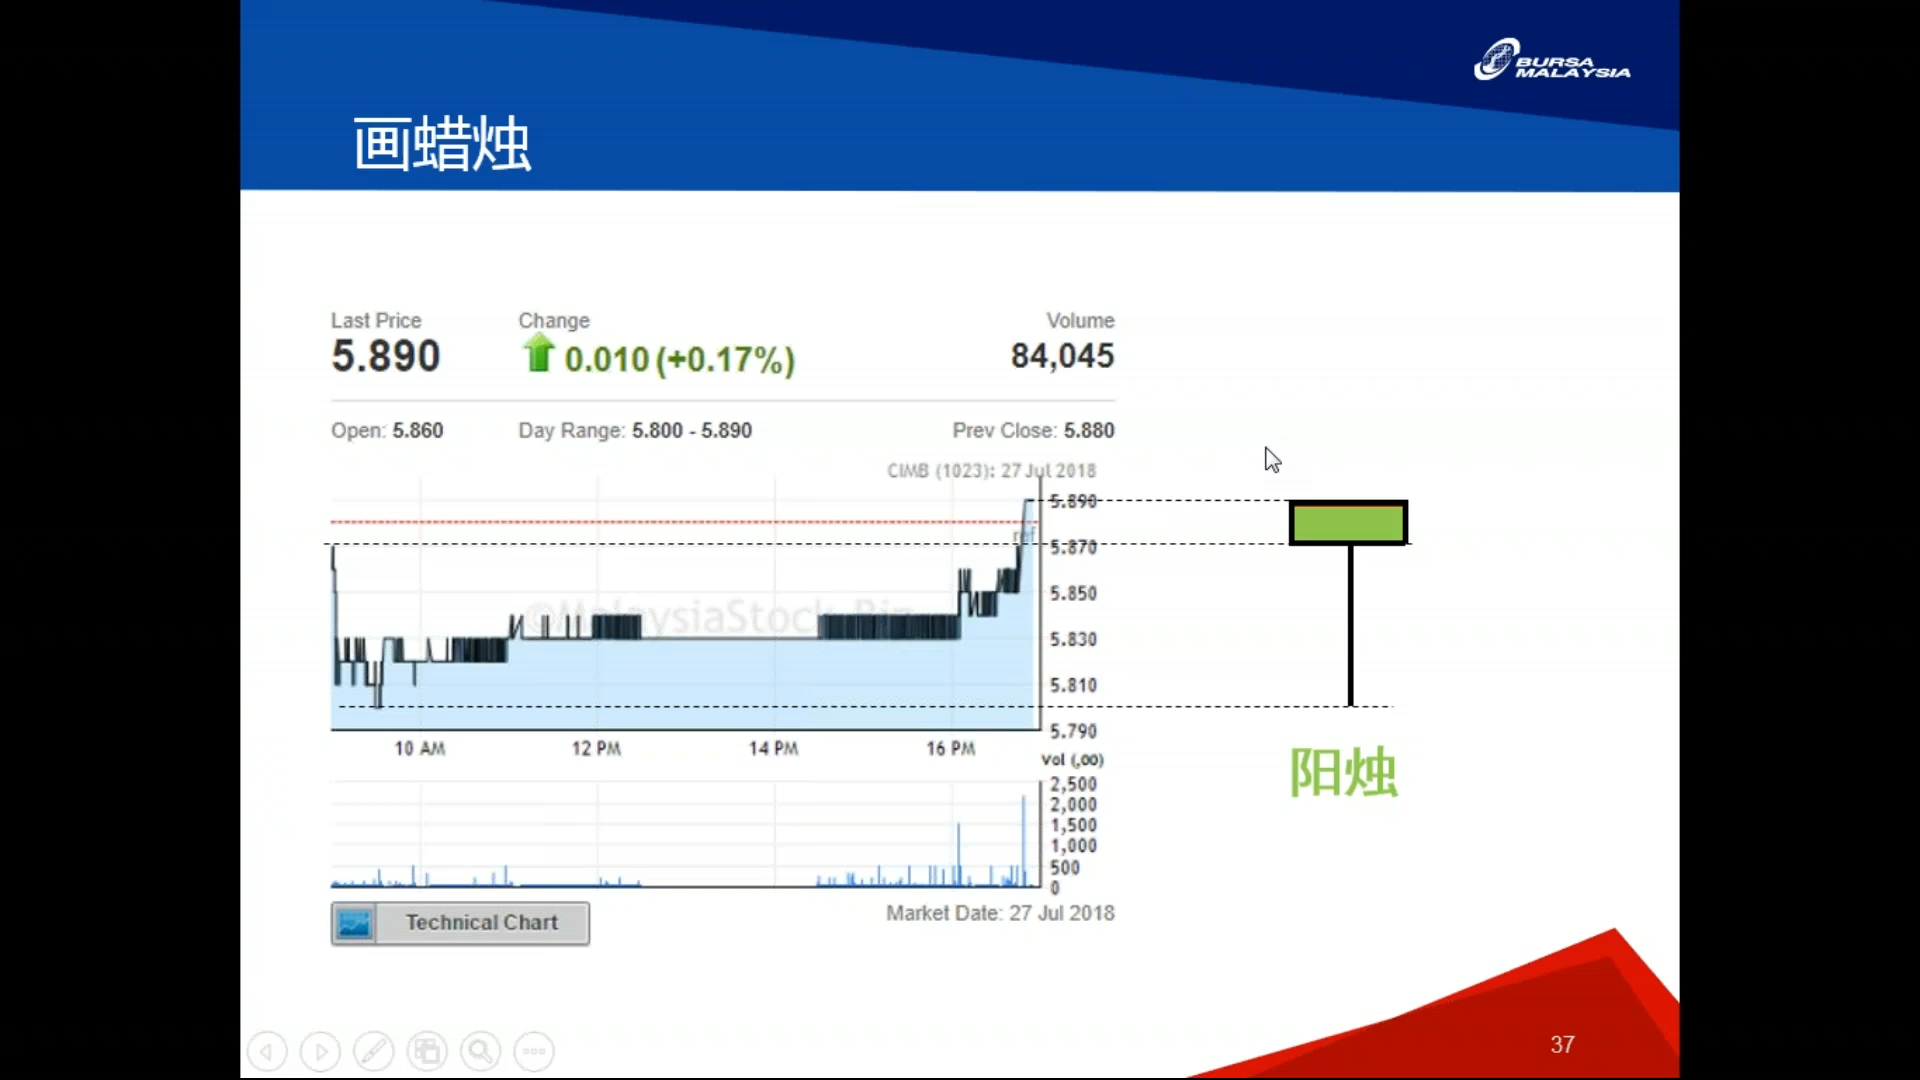 BURSA
MALAYSIA
画蜡烛
Last Price
Change
Volume
5.890
0.010 (+0.17%)
84,045
Open: 5.860
Day Range: 5.800 - 5.890
Prev Close: 5.880
CIMB (1023): 27 Jul 2018
5.890
ref
5.870
5.850
©MalaysiaStock.Biz
5.830
5.810
5.790
10 AM
12 PM
14 PM
16 PM
Vol (,00)
阳烛
2,500
2,000
1,500
1,000
500
0
Technical Chart
Market Date: 27 Jul 2018
37